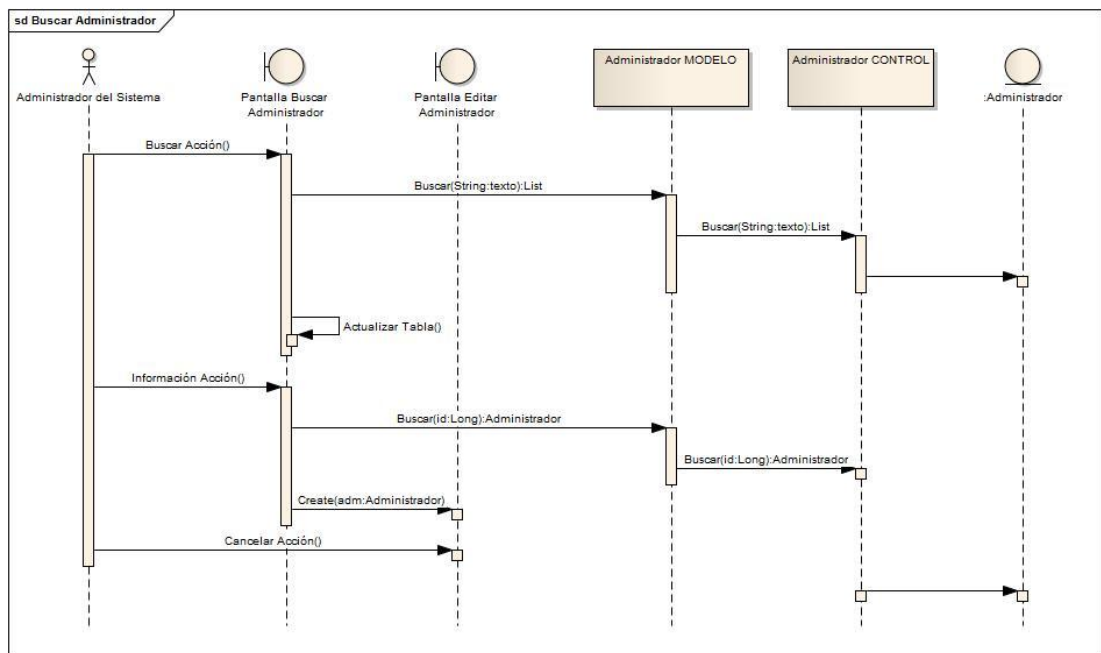 sd Buscar Administrador
Administrador del Sistema
Pantalla Buscar
Administrador
Pantalla Editar
Administrador
Administrador MODELO
Administrador CONTROL
:Administrador
Buscar Acción()
Buscar(String:texto):List
Buscar(String:texto):List
Actualizar Tabla()
Información Acción()
Buscar(id:Long):Administrador
Buscar(id:Long):Administrador
Create(adm:Administrador)
Cancelar Acción()